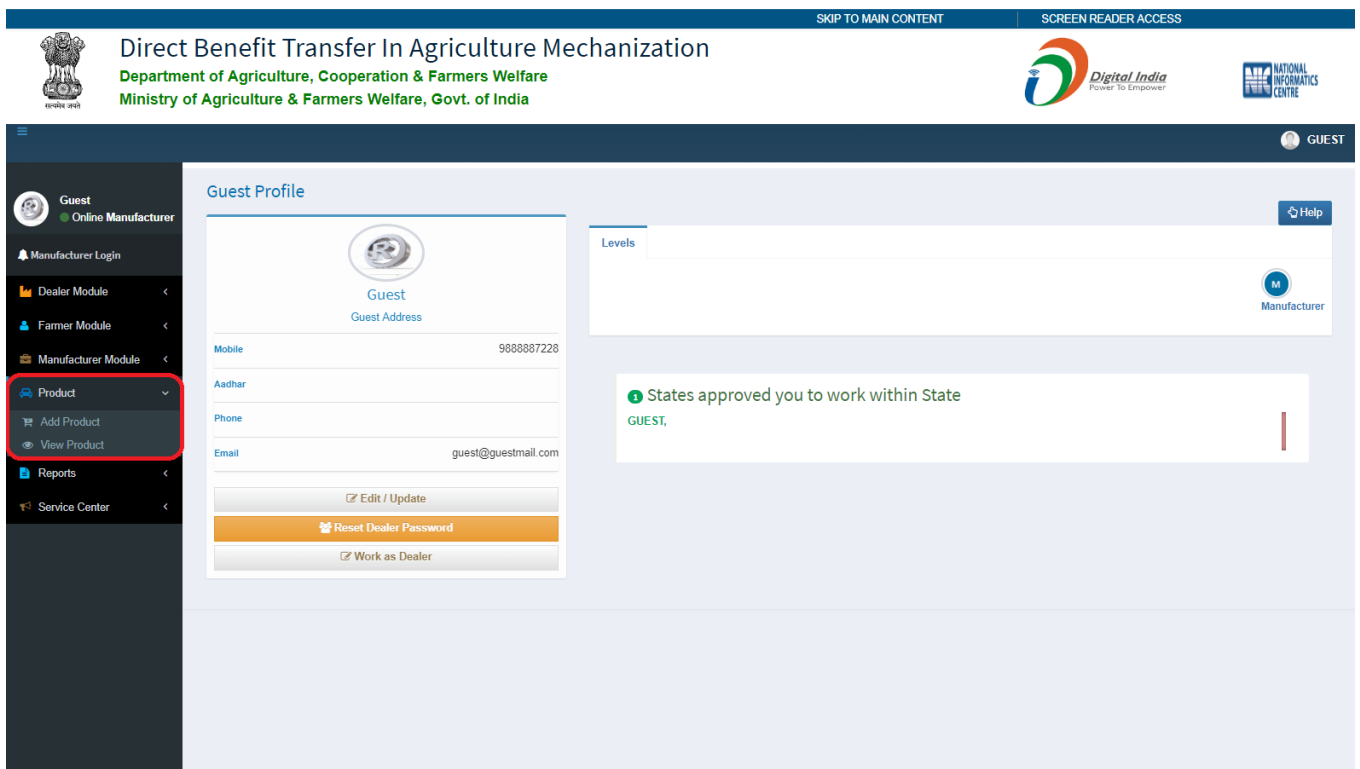 SKIP TO MAIN CONTENT
SCREEN READER ACCESS
Direct Benefit Transfer In Agriculture Mechanization
Department of Agriculture, Cooperation & Farmers Welfare
Ministry of Agriculture & Farmers Welfare, Govt. of India
सत्यमेव जयते
Digital India
Power To Empower
NIC
NATIONAL
INFORMATICS
CENTRE
GUEST
Guest
Online Manufacturer
Manufacturer Login
Dealer Module
Farmer Module
Manufacturer Module
Product
Add Product
View Product
Reports
Service Center
Guest Profile
R
Guest
Guest Address
Mobile 9888887228
Aadhar
Phone
Email guest@guestmail.com
Edit / Update
Reset Dealer Password
Work as Dealer
Help
Levels
M
Manufacturer
1 States approved you to work within State
GUEST,